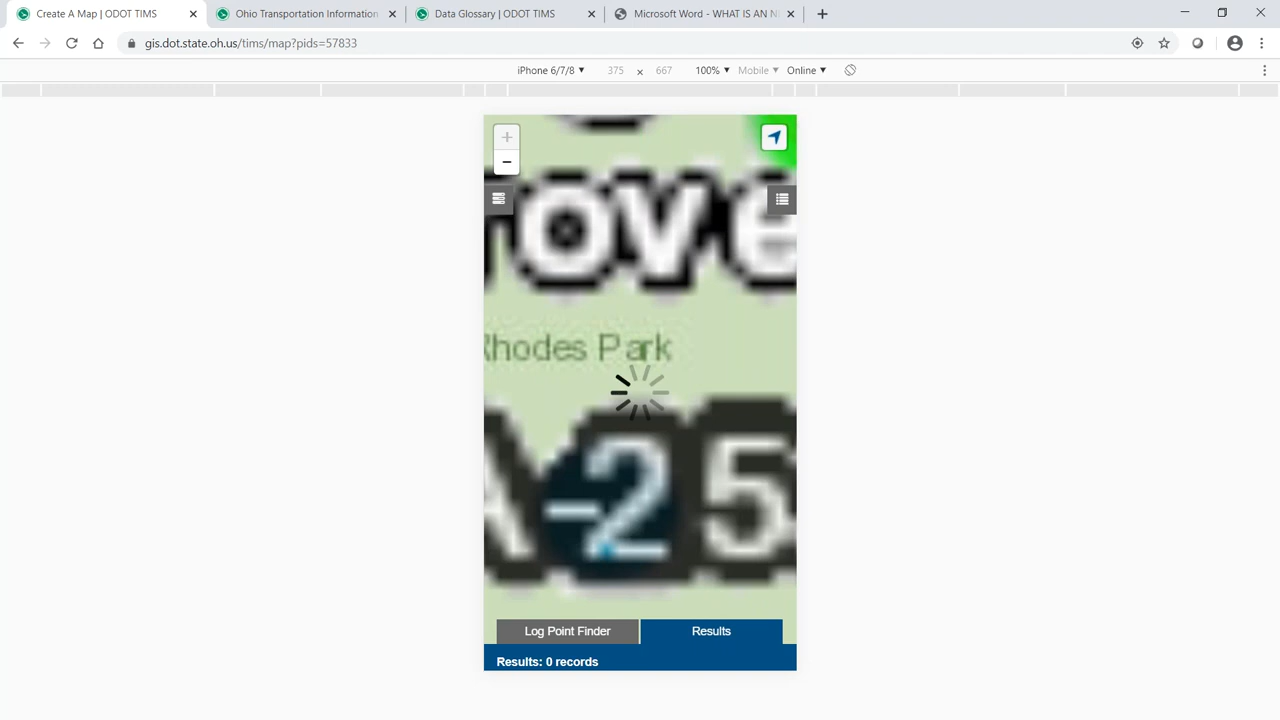 Create A Map | ODOT TIMS
Ohio Transportation Information
Data Glossary | ODOT TIMS
Microsoft Word - WHAT IS AN N
gis.dot.state.oh.us/tims/map?pids=57833
iPhone 6/7/8 375 x 667 100% Mobile Online
+
−
rove
Rhodes Park
A-25
Log Point Finder
Results
Results: 0 records